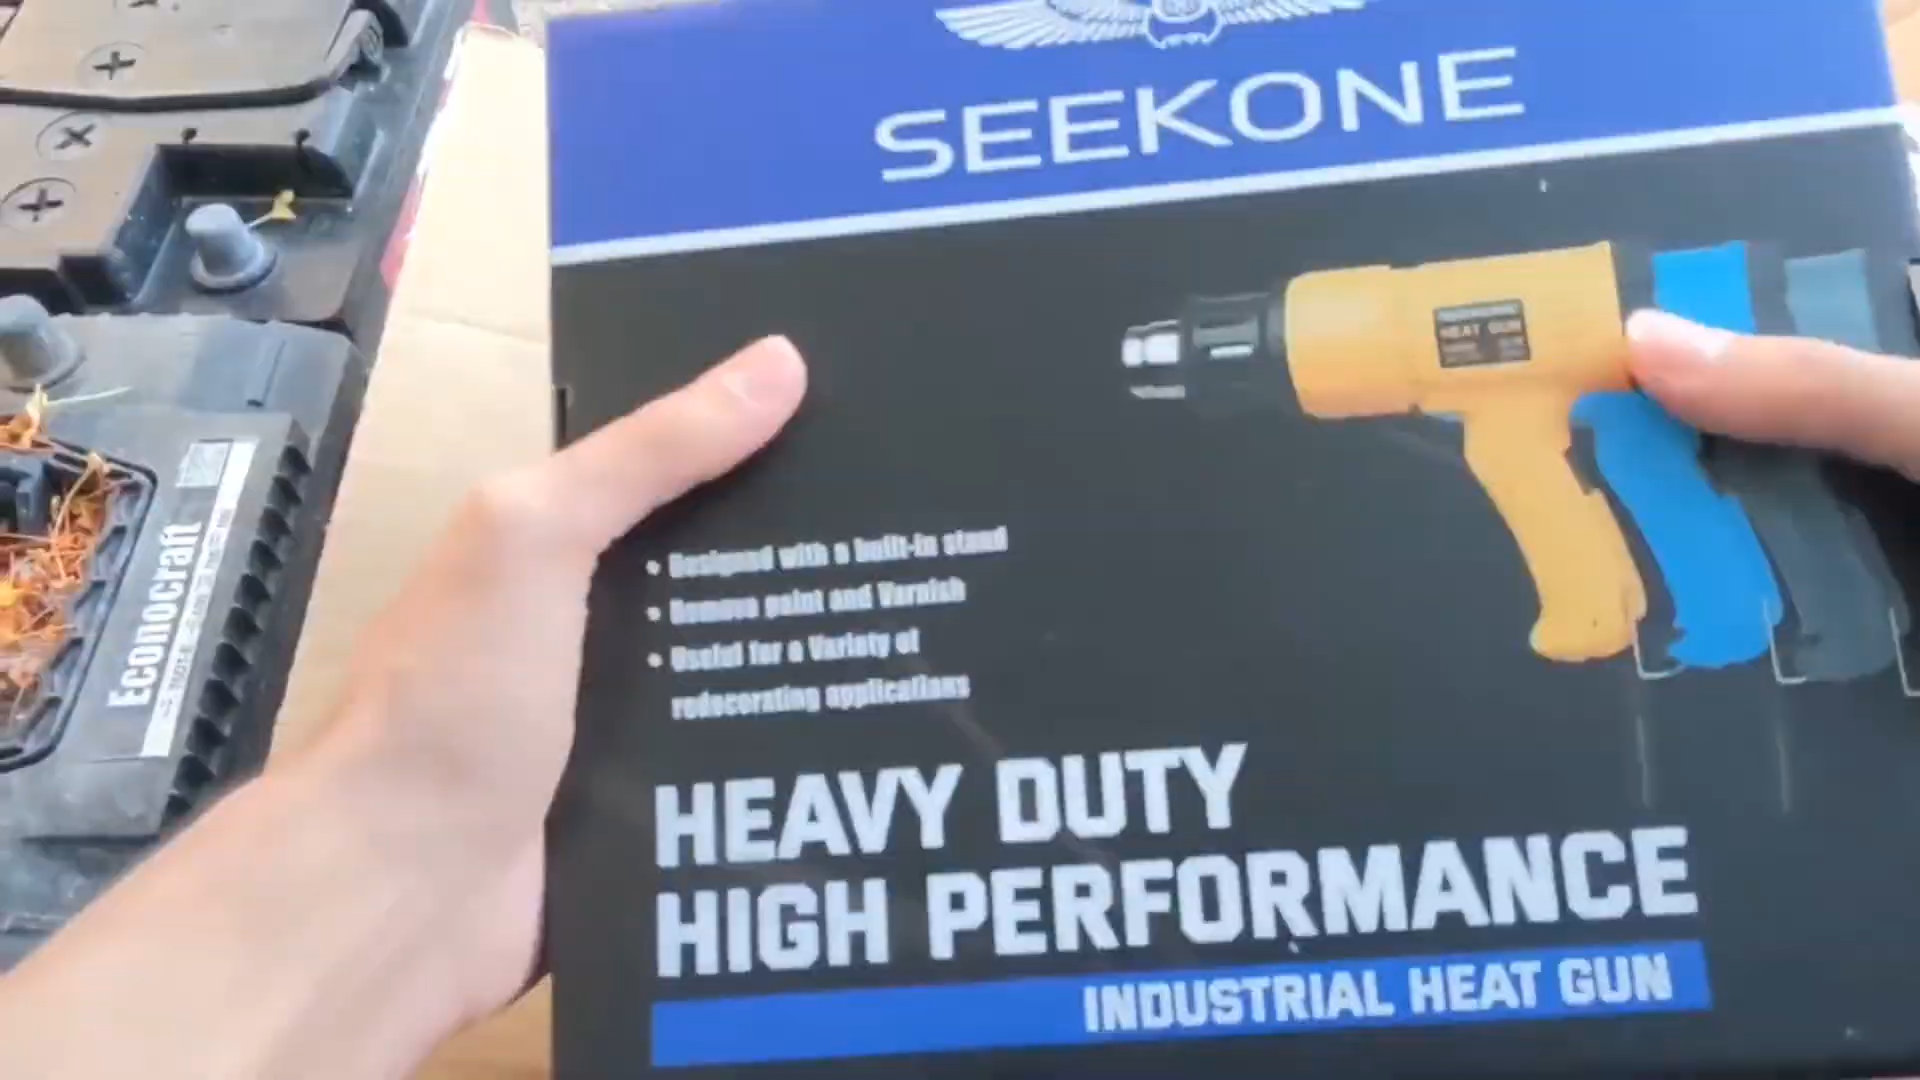 SEEKONE
HEAT GUN
• Designed with a built-in stand
• Remove paint and Varnish
• Useful for a Variety of
redecorating applications
HEAVY DUTY
HIGH PERFORMANCE
INDUSTRIAL HEAT GUN
Econocraft